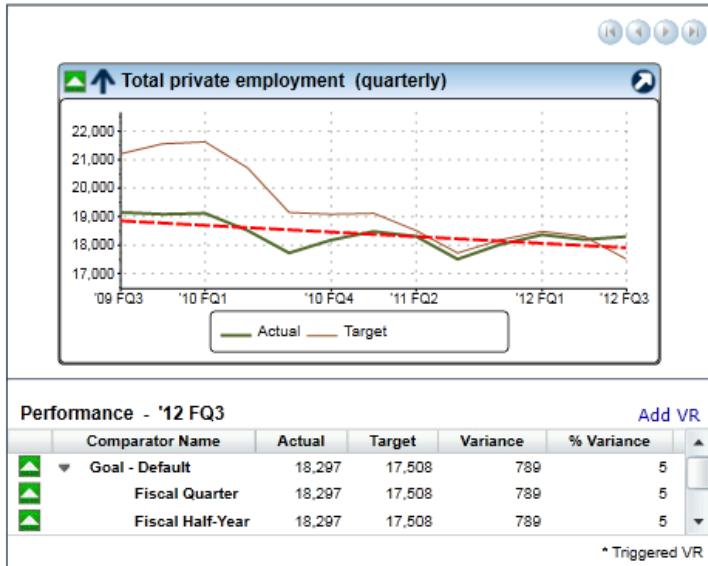 Total private employment (quarterly)
22,000
21,000
20,000
19,000
18,000
17,000
'09 FQ3 '10 FQ1 '10 FQ4 '11 FQ2 '12 FQ1 '12 FQ3
Actual Target
Performance - '12 FQ3 Add VR
Comparator Name Actual Target Variance % Variance
Goal - Default 18,297 17,508 789 5
Fiscal Quarter 18,297 17,508 789 5
Fiscal Half-Year 18,297 17,508 789 5
* Triggered VR